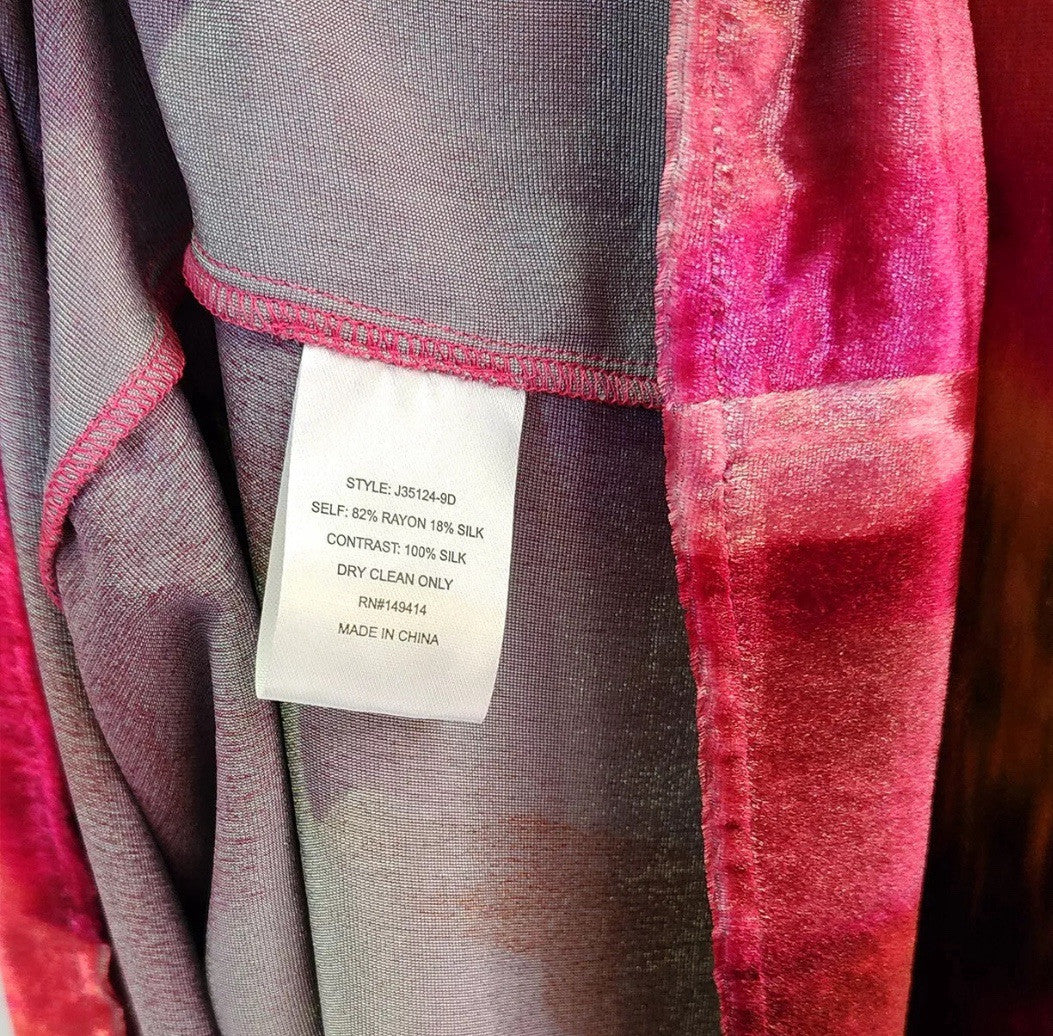 STYLE: J35124-9D
SELF: 82% RAYON 18% SILK
CONTRAST: 100% SILK
DRY CLEAN ONLY
RN#149414
MADE IN CHINA